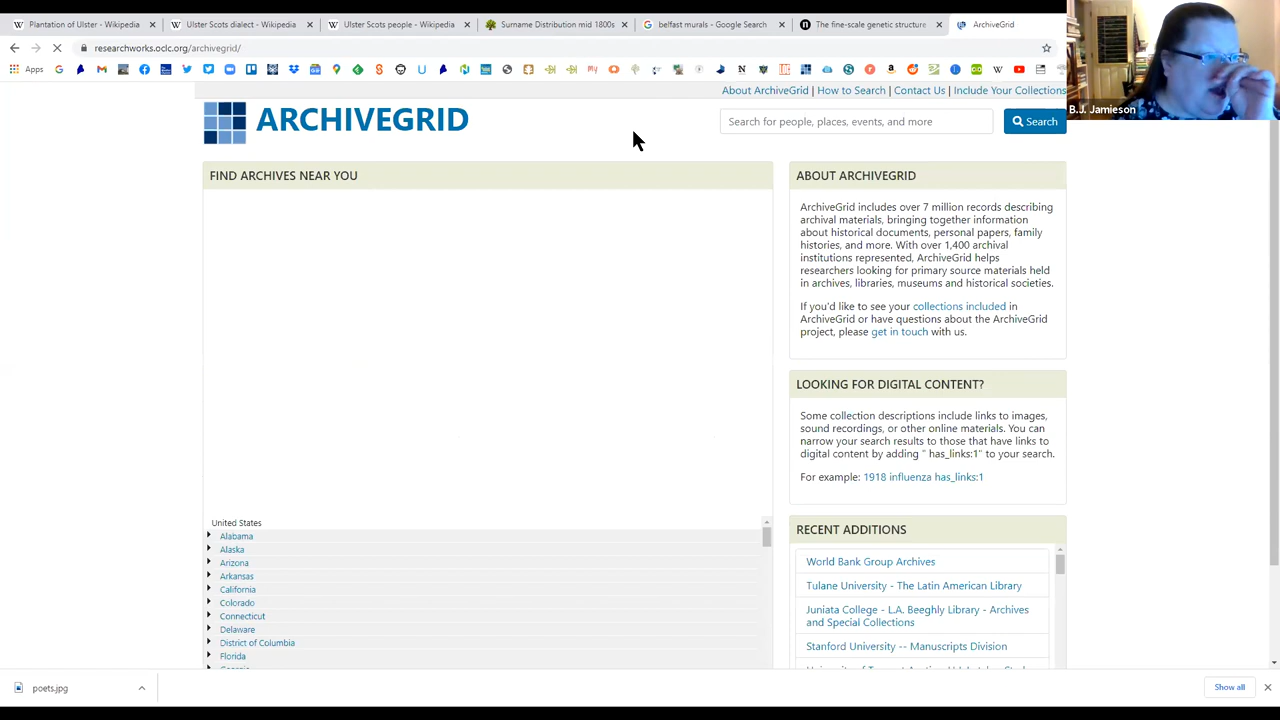 Plantation of Ulster - Wikipedia
Ulster Scots dialect - Wikipedia
Ulster Scots people - Wikipedia
Surname Distribution mid 1800s
belfast murals - Google Search
The fine-scale genetic structure
ArchiveGrid
researchworks.oclc.org/archivegrid/
Apps
About ArchiveGrid | How to Search | Contact Us | Include Your Collections
B.J. Jamieson
ARCHIVEGRID
Search for people, places, events, and more
Search
FIND ARCHIVES NEAR YOU
United States
Alabama
Alaska
Arizona
Arkansas
California
Colorado
Connecticut
Delaware
District of Columbia
Florida
ABOUT ARCHIVEGRID
ArchiveGrid includes over 7 million records describing
archival materials, bringing together information
about historical documents, personal papers, family
histories, and more. With over 1,400 archival
institutions represented, ArchiveGrid helps
researchers looking for primary source materials held
in archives, libraries, museums and historical societies.
If you'd like to see your collections included in
ArchiveGrid or have questions about the ArchiveGrid
project, please get in touch with us.
LOOKING FOR DIGITAL CONTENT?
Some collection descriptions include links to images,
sound recordings, or other online materials. You can
narrow your search results to those that have links to
digital content by adding " has_links:1" to your search.
For example: 1918 influenza has_links:1
RECENT ADDITIONS
World Bank Group Archives
Tulane University - The Latin American Library
Juniata College - L.A. Beeghly Library - Archives
and Special Collections
Stanford University -- Manuscripts Division
poets.jpg
Show all